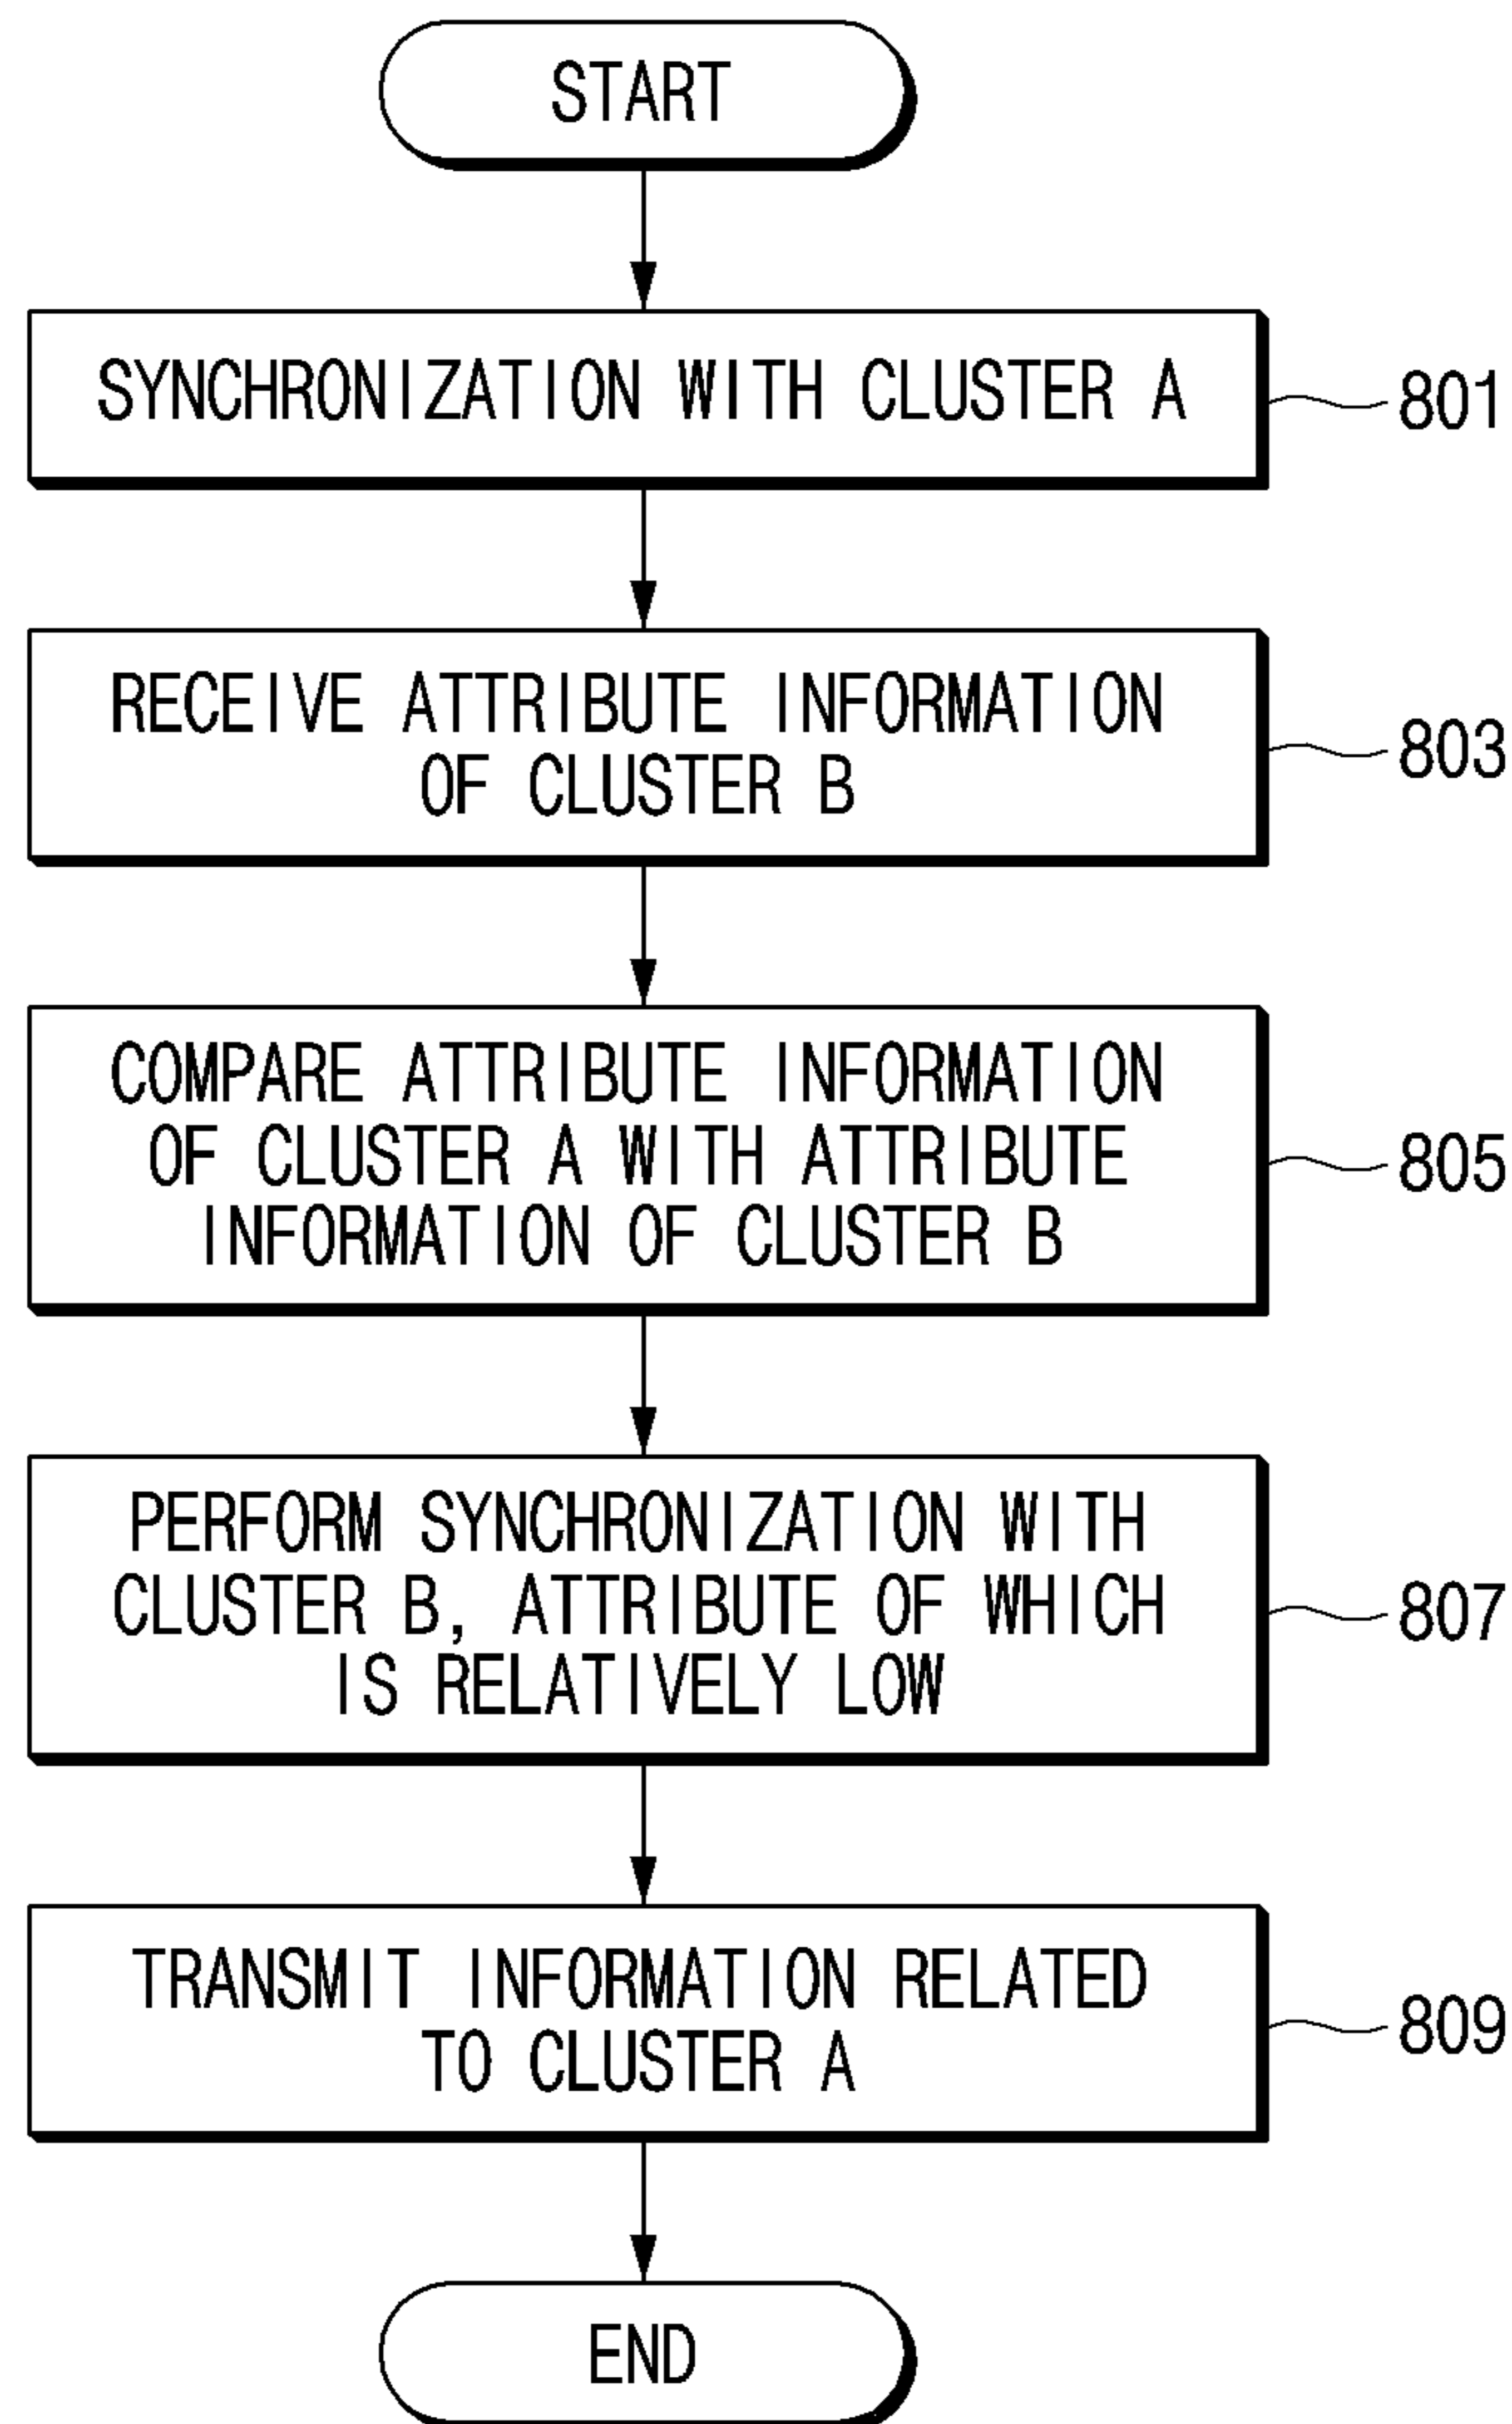 START
SYNCHRONIZATION WITH CLUSTER A
801
RECEIVE ATTRIBUTE INFORMATION
OF CLUSTER B
803
COMPARE ATTRIBUTE INFORMATION
OF CLUSTER A WITH ATTRIBUTE
INFORMATION OF CLUSTER B
805
PERFORM SYNCHRONIZATION WITH
CLUSTER B, ATTRIBUTE OF WHICH
IS RELATIVELY LOW
807
TRANSMIT INFORMATION RELATED
TO CLUSTER A
809
END